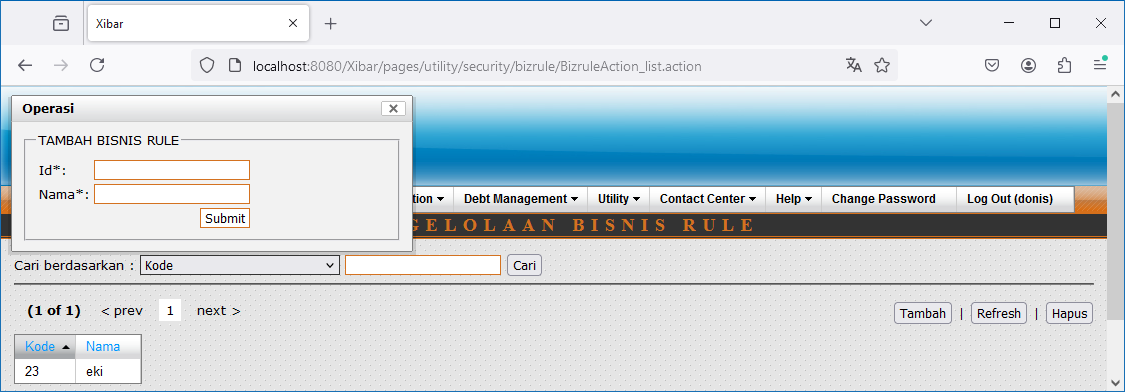 Xibar
localhost:8080/Xibar/pages/utility/security/bizrule/BizruleAction_list.action
Operasi
TAMBAH BISNIS RULE
Id*:
Nama*:
Submit
tion Debt Management Utility Contact Center Help Change Password Log Out (donis)
GELOLAAN BISNIS RULE
Cari berdasarkan : Kode Cari
(1 of 1) < prev 1 next > Tambah | Refresh | Hapus
Kode Nama
23 eki